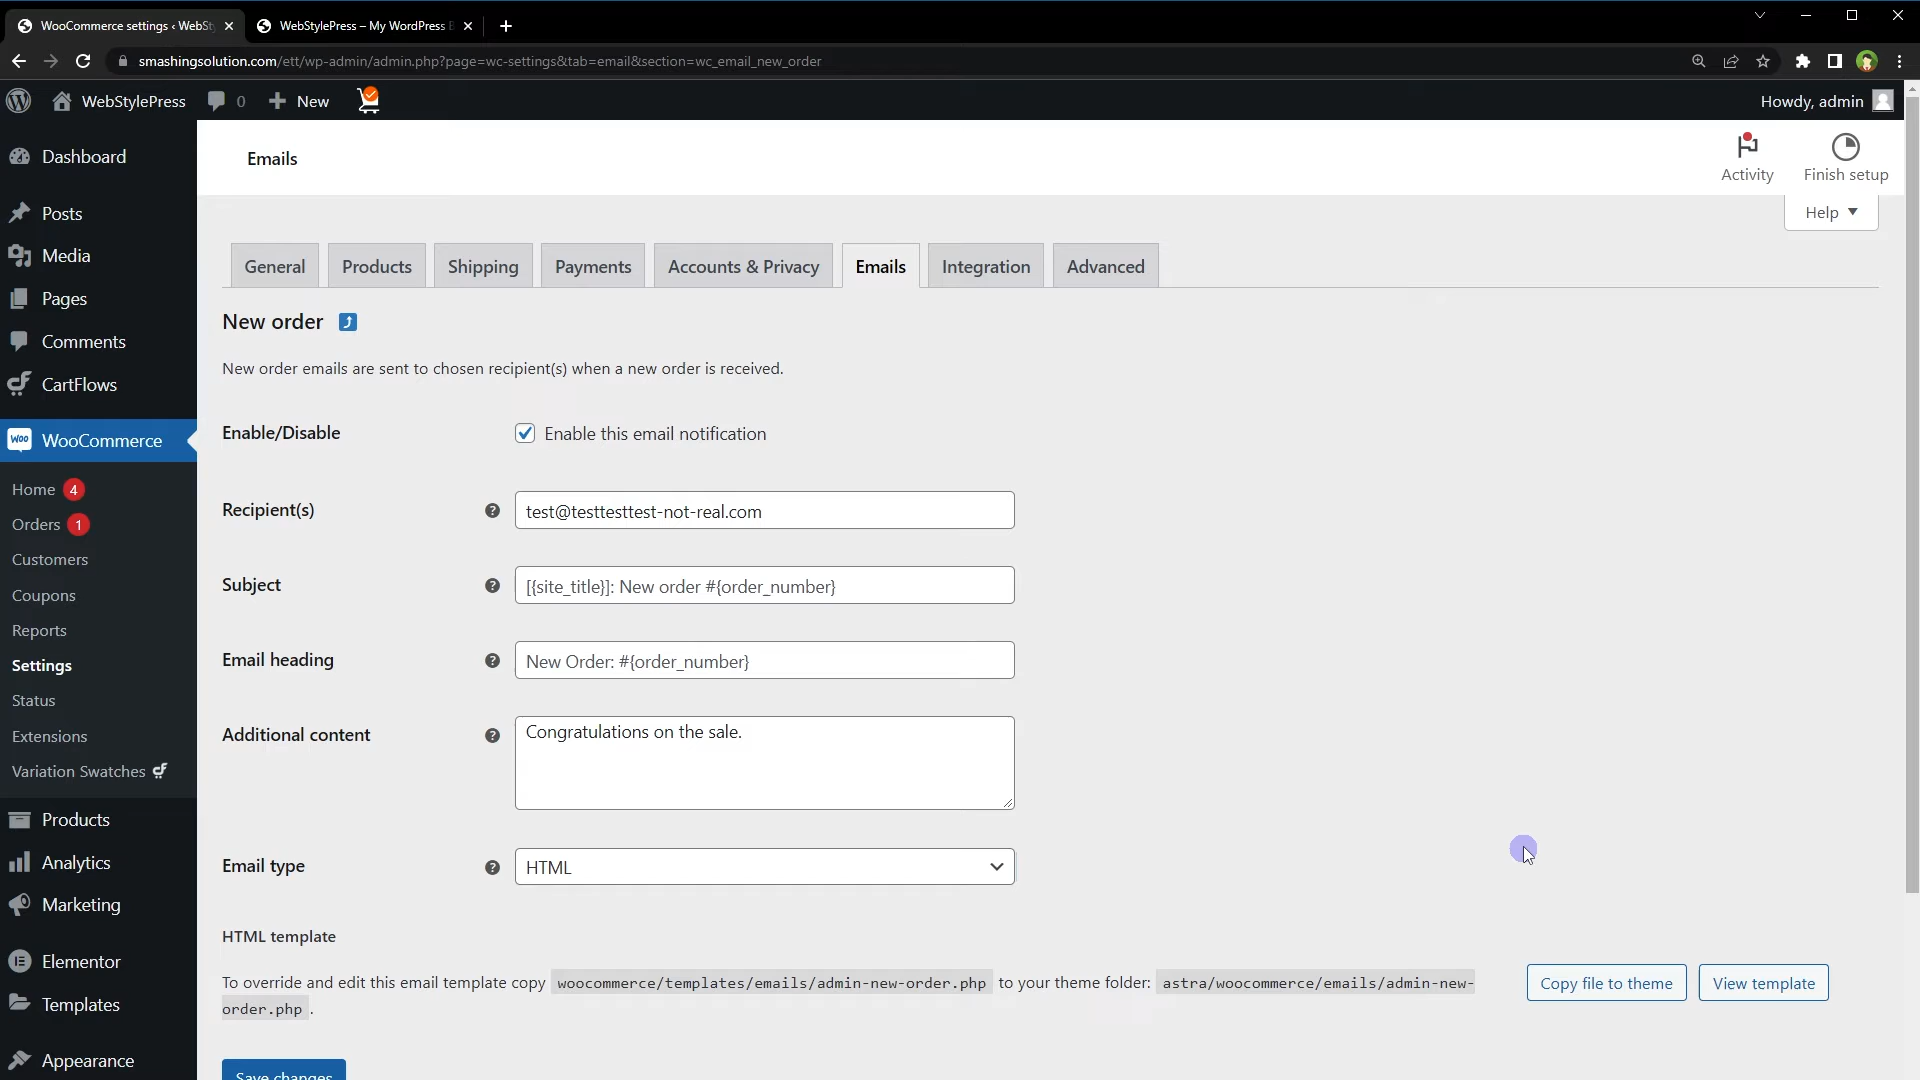 WooCommerce settings ‹ WebSt
WebStylePress – My WordPress
smashingsolution.com/ett/wp-admin/admin.php?page=wc-settings&tab=email&section=wc_email_new_order
WebStylePress
0
New
Howdy, admin
Dashboard
Posts
Media
Pages
Comments
CartFlows
Woo
WooCommerce
Home 4
Orders 1
Customers
Coupons
Reports
Settings
Status
Extensions
Variation Swatches
Products
Analytics
Marketing
Elementor
Templates
Appearance
Emails
Activity
Finish setup
Help
General
Products
Shipping
Payments
Accounts & Privacy
Emails
Integration
Advanced
New order
New order emails are sent to chosen recipient(s) when a new order is received.
Enable/Disable
Enable this email notification
Recipient(s)
?
test@testtesttest-not-real.com
Subject
?
[{site_title}]: New order #{order_number}
Email heading
?
New Order: #{order_number}
Additional content
?
Congratulations on the sale.
Email type
?
HTML
HTML template
To override and edit this email template copy woocommerce/templates/emails/admin-new-order.php to your theme folder: astra/woocommerce/emails/admin-new-
order.php .
Copy file to theme
View template
Save changes